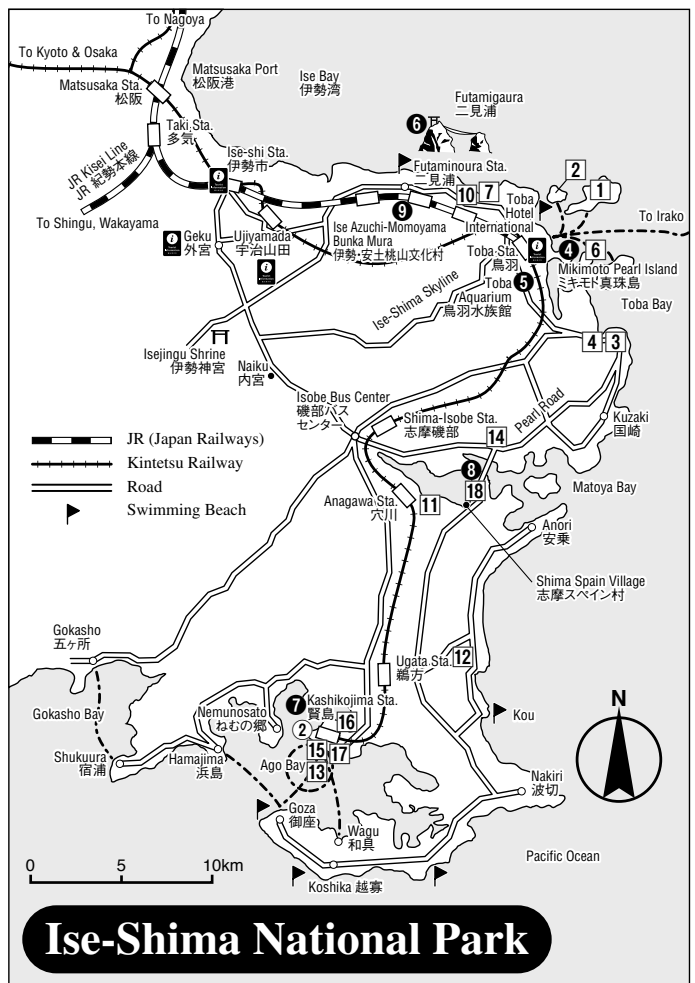 To Nagoya
To Kyoto & Osaka
Matsusaka Port
松阪港
Ise Bay
伊勢湾
Matsusaka Sta.
松阪
Futamigaura
二見浦
6
Taki Sta.
多気
Ise-shi Sta.
伊勢市
JR Kisei Line
JR 紀勢本線
Futaminoura Sta.
二見浦
2
1
10
7
Toba
Hotel
International
To Shingu, Wakayama
9
To Irako
Geku
外宮
Ujiyamada
宇治山田
Ise Azuchi-Momoyama
Bunka Mura
伊勢・安土桃山文化村
4
6
Toba Sta.
鳥羽
Mikimoto Pearl Island
ミキモト真珠島
5
Toba
Aquarium
鳥羽水族館
Toba Bay
Ise-Shima Skyline
Isejingu Shrine
伊勢神宮
4
3
Naiku
内宮
Isobe Bus Center
磯部バス
センター
Pearl Road
Shima-Isobe Sta.
志摩磯部
Kuzaki
国崎
14
JR (Japan Railways)
Kintetsu Railway
Road
Swimming Beach
8
18
Matoya Bay
Anagawa Sta.
穴川
11
Anori
安乗
Shima Spain Village
志摩スペイン村
Gokasho
五ヶ所
Ugata Sta.
鵜方
12
Gokasho Bay
7
Kashikojima Sta.
賢島
16
Nemunosato
ねむの郷
2
Kou
N
Shukuura
宿浦
Hamajima
浜島
Ago Bay
15
17
13
Nakiri
波切
Goza
御座
Wagu
和具
Pacific Ocean
0 5 10km
Koshika 越賀
Ise-Shima National Park